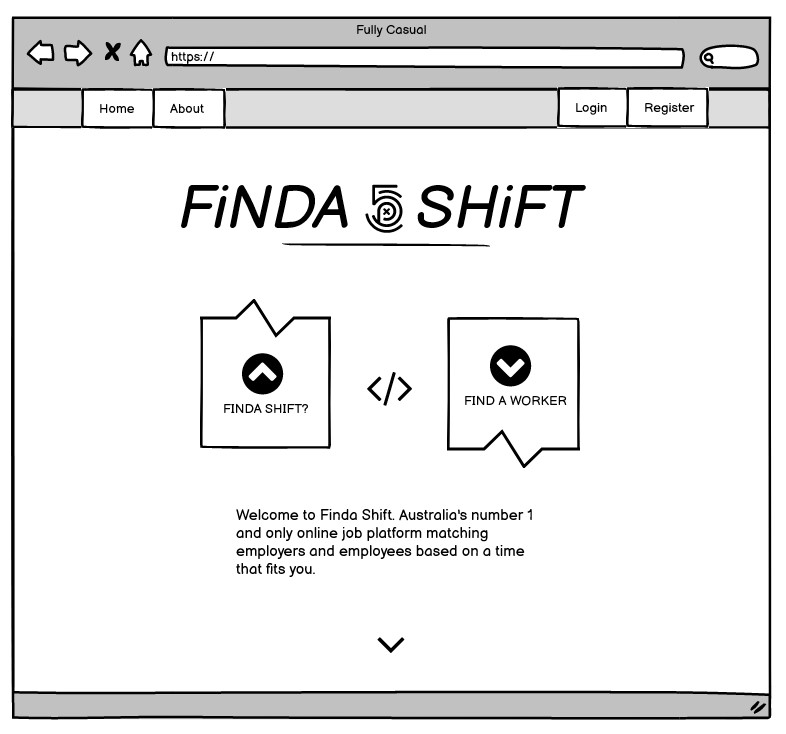 Fully Casual
https://
Home About Login Register
FiNDA 5 SHiFT
FINDA SHIFT?
</>
FIND A WORKER
Welcome to Finda Shift. Australia's number 1
and only online job platform matching
employers and employees based on a time
that fits you.